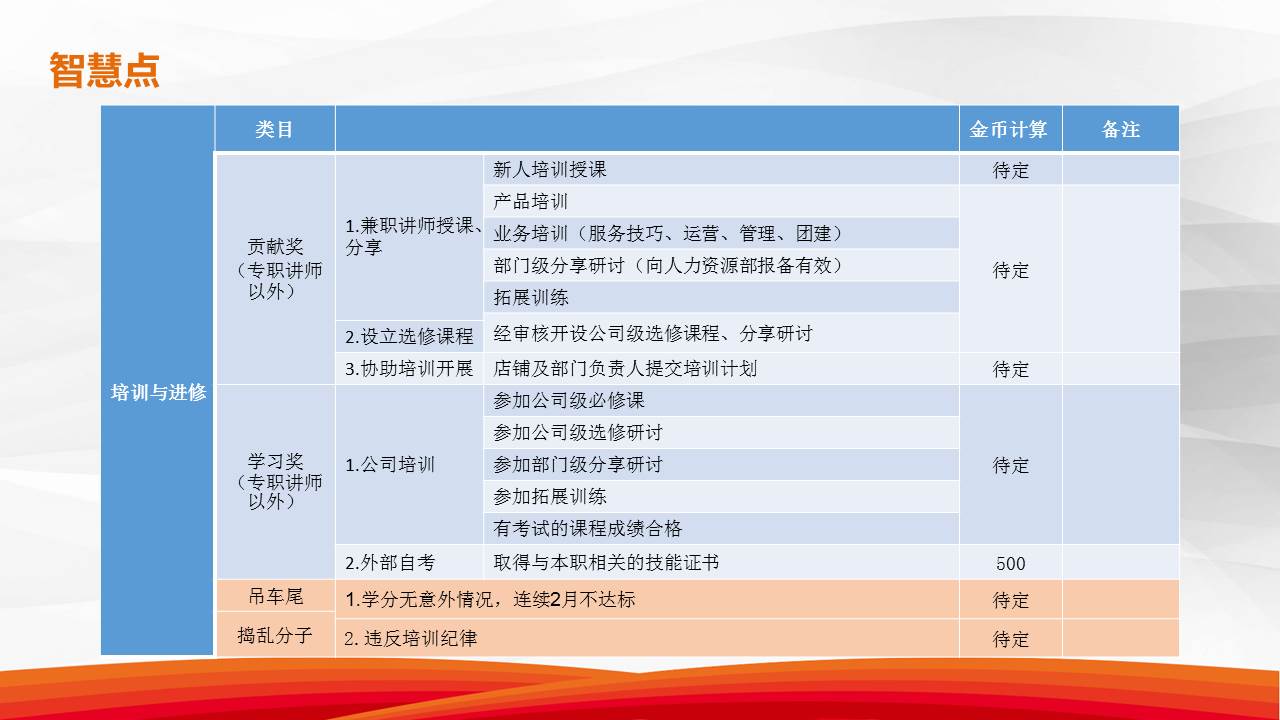 智慧点
类目
金币计算
备注
培训与进修
贡献奖
（专职讲师
以外）
1.兼职讲师授课、
分享
新人培训授课
待定
产品培训
业务培训（服务技巧、运营、管理、团建）
部门级分享研讨（向人力资源部报备有效）
拓展训练
待定
2.设立选修课程
经审核开设公司级选修课程、分享研讨
3.协助培训开展
店铺及部门负责人提交培训计划
待定
学习奖
（专职讲师
以外）
1.公司培训
参加公司级必修课
参加公司级选修研讨
参加部门级分享研讨
参加拓展训练
有考试的课程成绩合格
待定
2.外部自考
取得与本职相关的技能证书
500
吊车尾
1.学分无意外情况，连续2月不达标
待定
捣乱分子
2. 违反培训纪律
待定